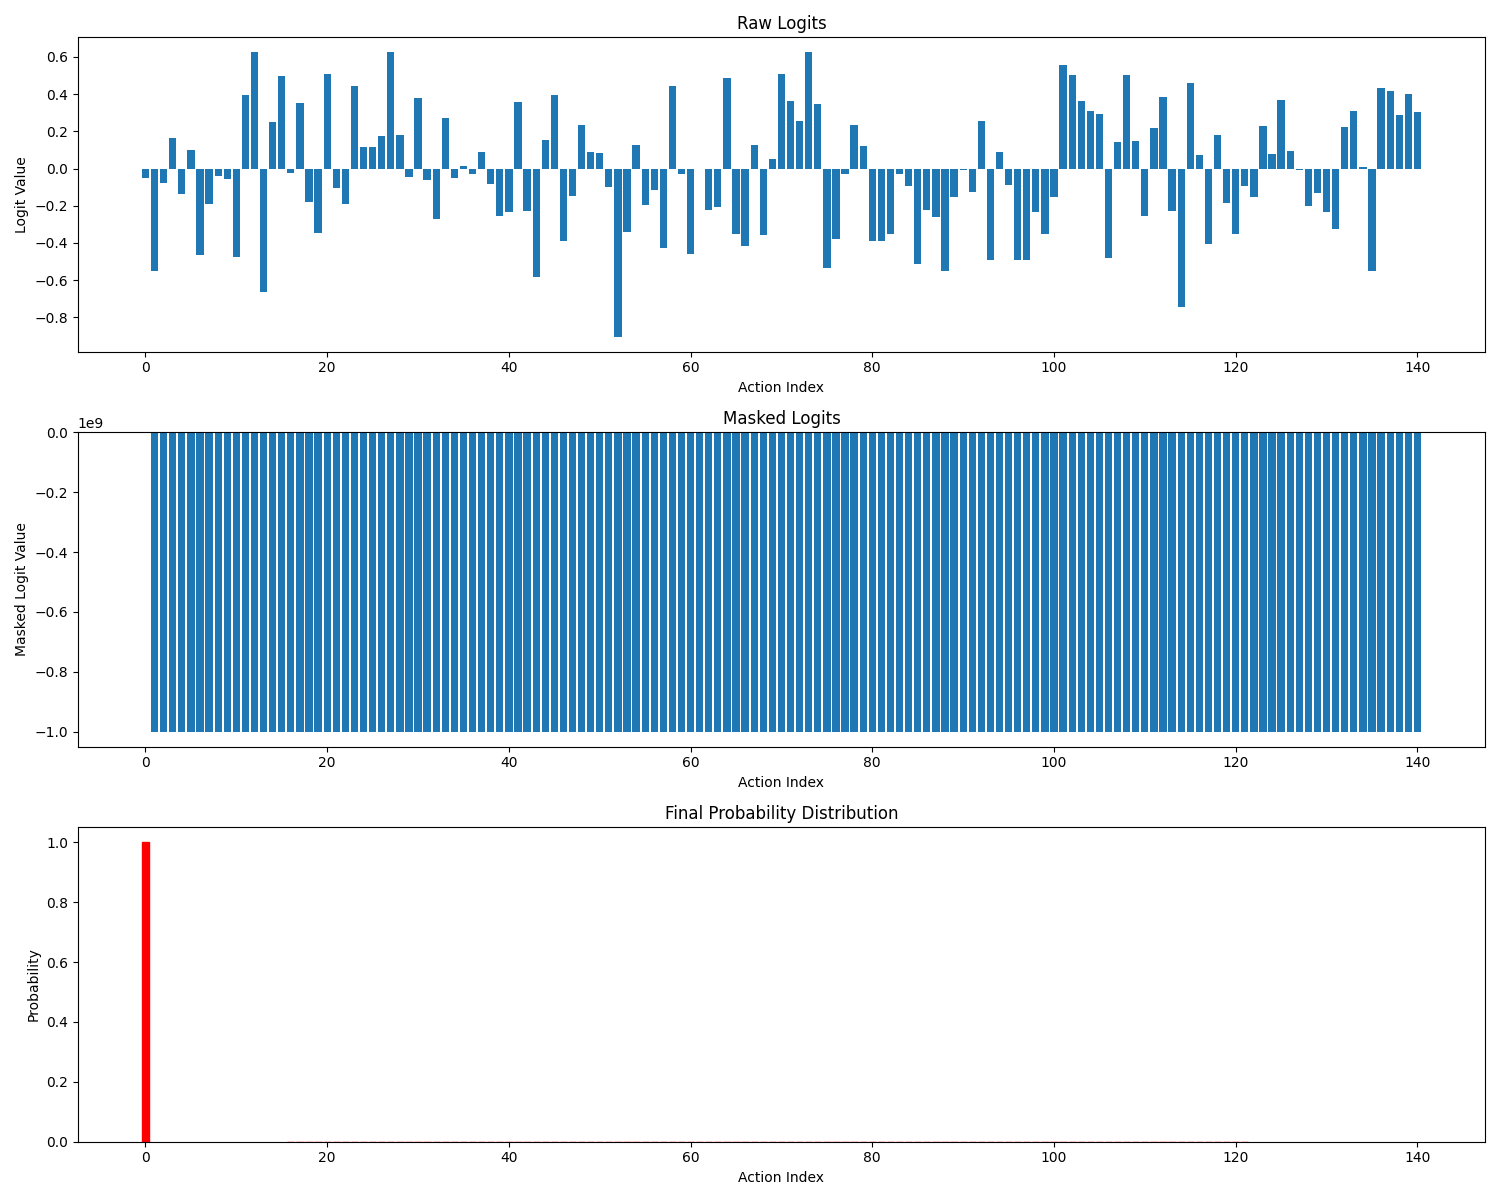 Raw Logits
0.6
0.4
0.2
0.0
−0.2
−0.4
−0.6
−0.8
Logit Value
0 20 40 60 80 100 120 140
Action Index
Masked Logits
1e9
0.0
−0.2
−0.4
−0.6
−0.8
−1.0
Masked Logit Value
0 20 40 60 80 100 120 140
Action Index
Final Probability Distribution
1.0
0.8
0.6
0.4
0.2
0.0
Probability
0 20 40 60 80 100 120 140
Action Index